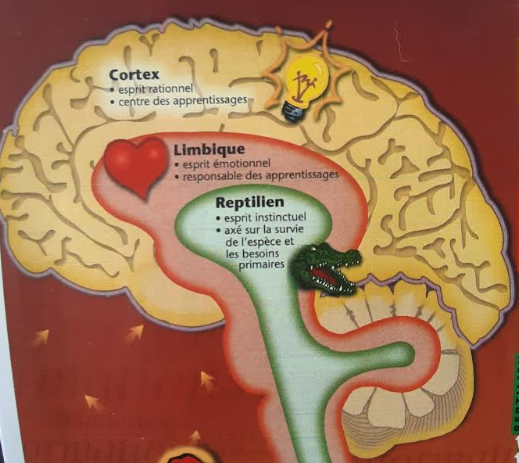 Cortex
• esprit rationnel
• centre des apprentissages
Limbique
• esprit émotionnel
• responsable des apprentissages
Reptilien
• esprit instinctuel
• axé sur la survie
de l'espèce et
les besoins
primaires